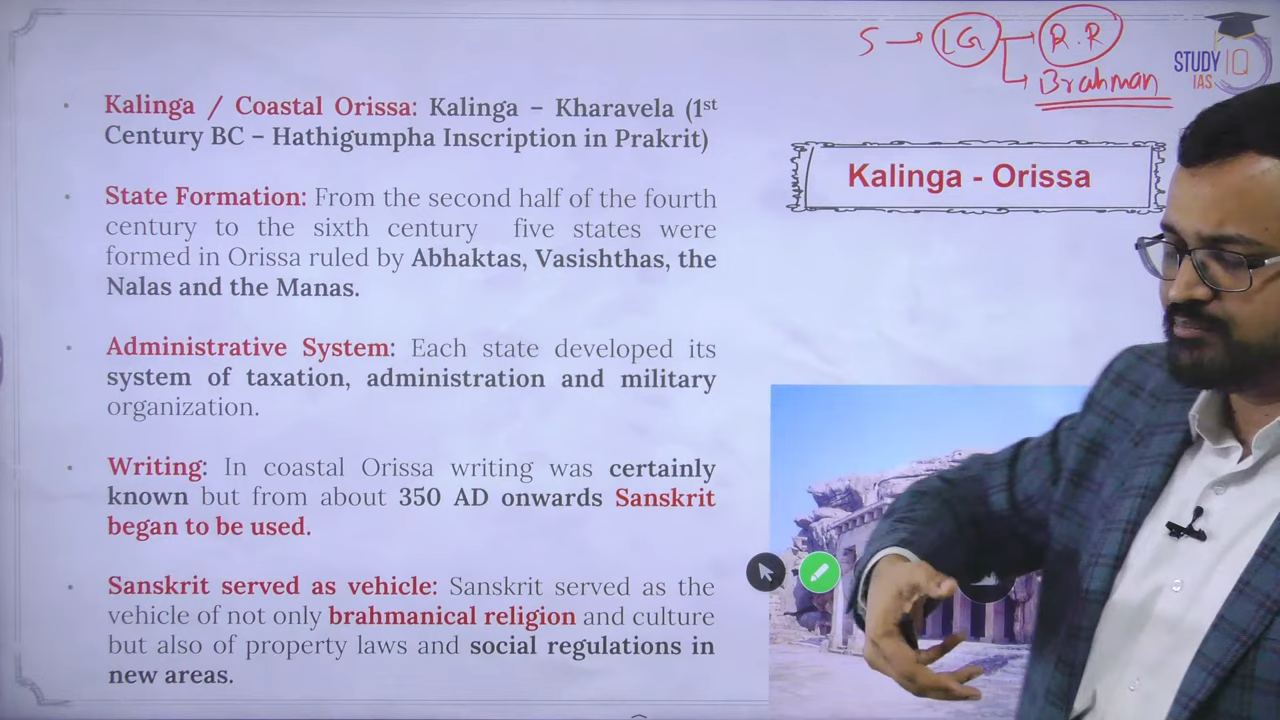 S → LG → R.R
↳ Brahman
STUDY IQ
IAS
Kalinga - Orissa
• Kalinga / Coastal Orissa: Kalinga – Kharavela (1st
Century BC – Hathigumpha Inscription in Prakrit)
• State Formation: From the second half of the fourth
century to the sixth century five states were
formed in Orissa ruled by Abhaktas, Vasishthas, the
Nalas and the Manas.
• Administrative System: Each state developed its
system of taxation, administration and military
organization.
• Writing: In coastal Orissa writing was certainly
known but from about 350 AD onwards Sanskrit
began to be used.
• Sanskrit served as vehicle: Sanskrit served as the
vehicle of not only brahmanical religion and culture
but also of property laws and social regulations in
new areas.